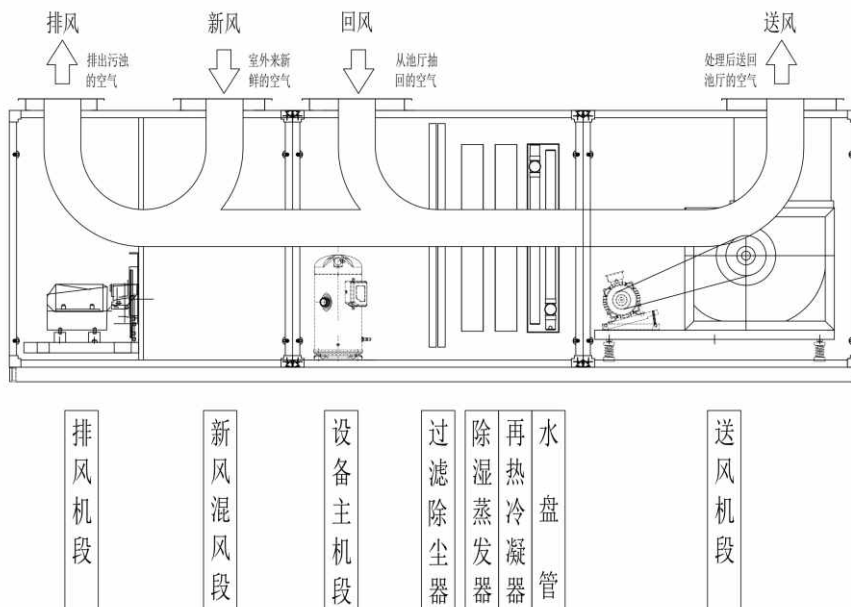 排风
新风
回风
送风
排出污浊
的空气
室外来新
鲜的空气
从池厅抽
回的空气
处理后送回
池厅的空气
排风机段
新风混风段
设备主机段
过滤除尘器
除湿蒸发器
再热冷凝器
水盘管
送风机段